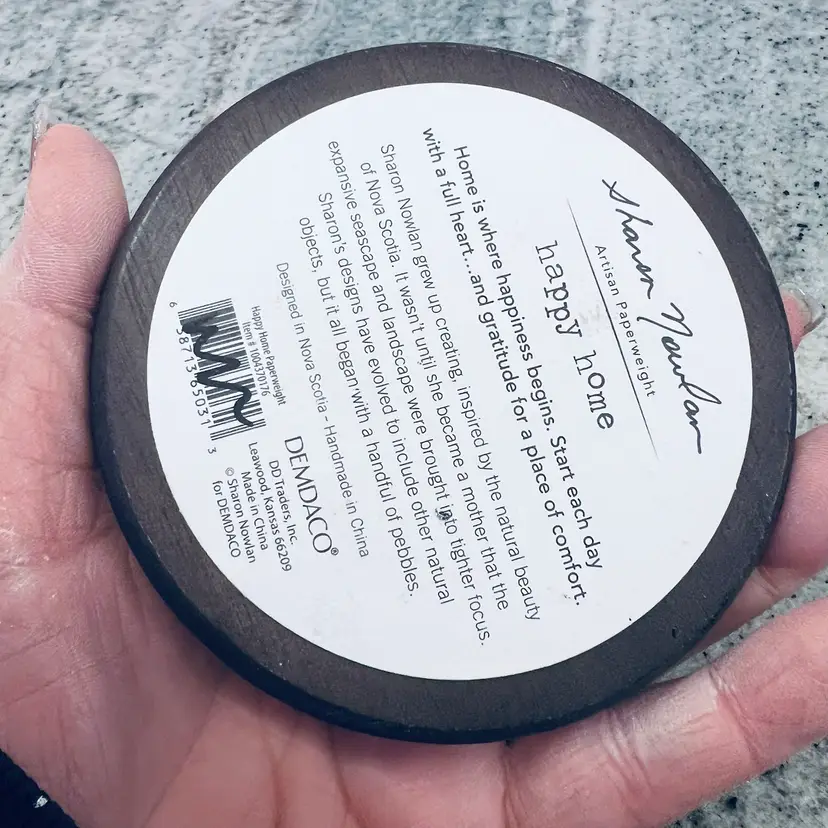 Sharon Nowlan
Artisan Paperweight
happy home
Home is where happiness begins. Start each day
with a full heart...and gratitude for a place of comfort.
Sharon Nowlan grew up creating, inspired by the natural beauty
of Nova Scotia. It wasn't until she became a mother that the
expansive seascape and landscape were brought into tighter focus.
Sharon's designs have evolved to include other natural
objects, but it all began with a handful of pebbles.
Designed in Nova Scotia - Handmade in China
Happy Home Paperweight
Item # 1004370176
6 38713 65031 3
DEMDACO®
DD Traders, Inc.
Leawood, Kansas 66209
Made in China
© Sharon Nowlan
for DEMDACO